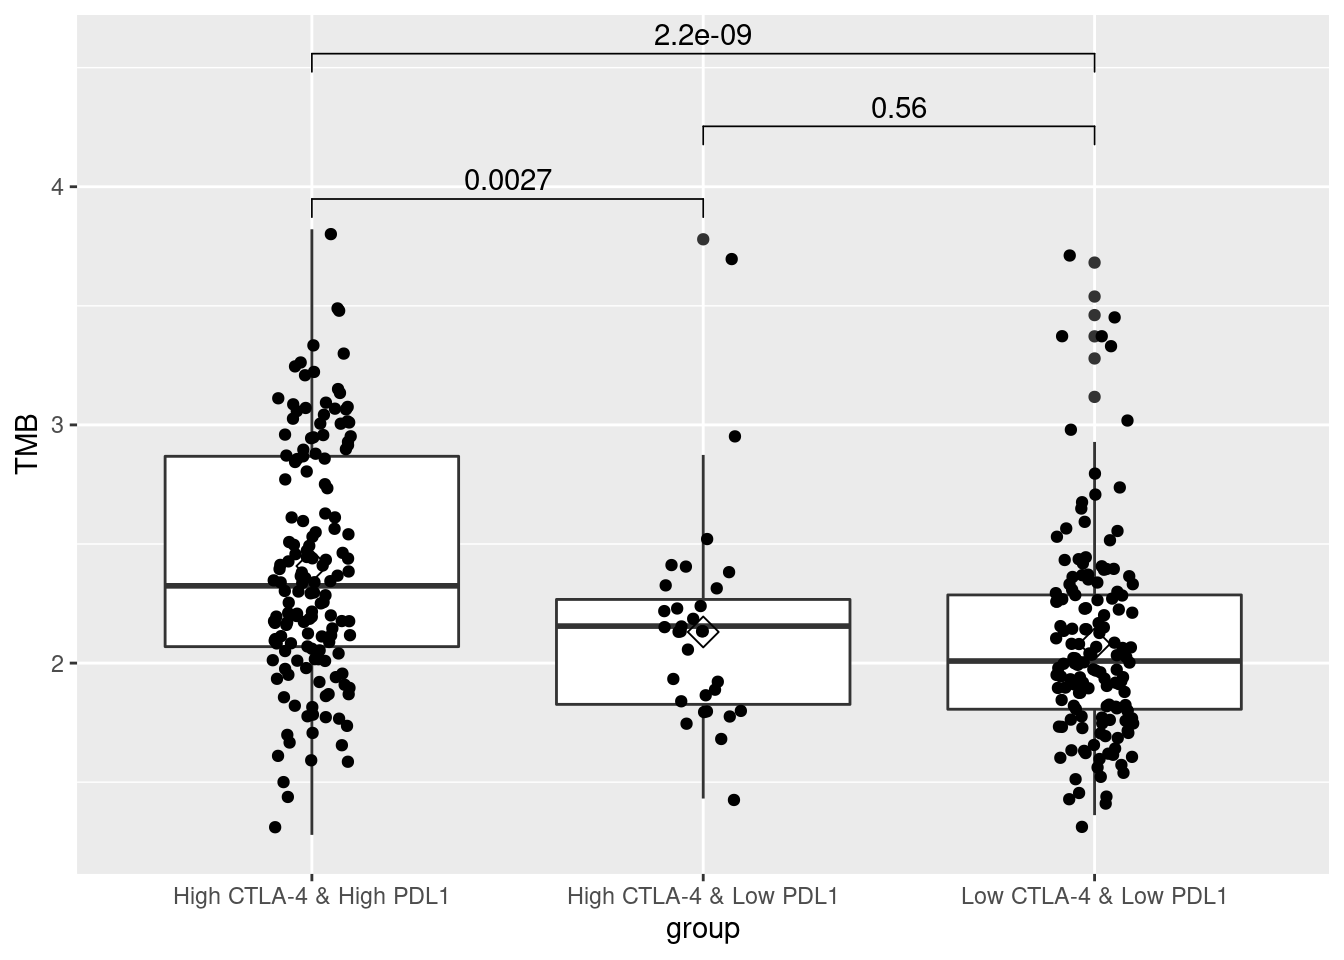 2.2e-09
0.56
0.0027
4
3
2
TMB
High CTLA-4 & High PDL1
High CTLA-4 & Low PDL1
Low CTLA-4 & Low PDL1
group